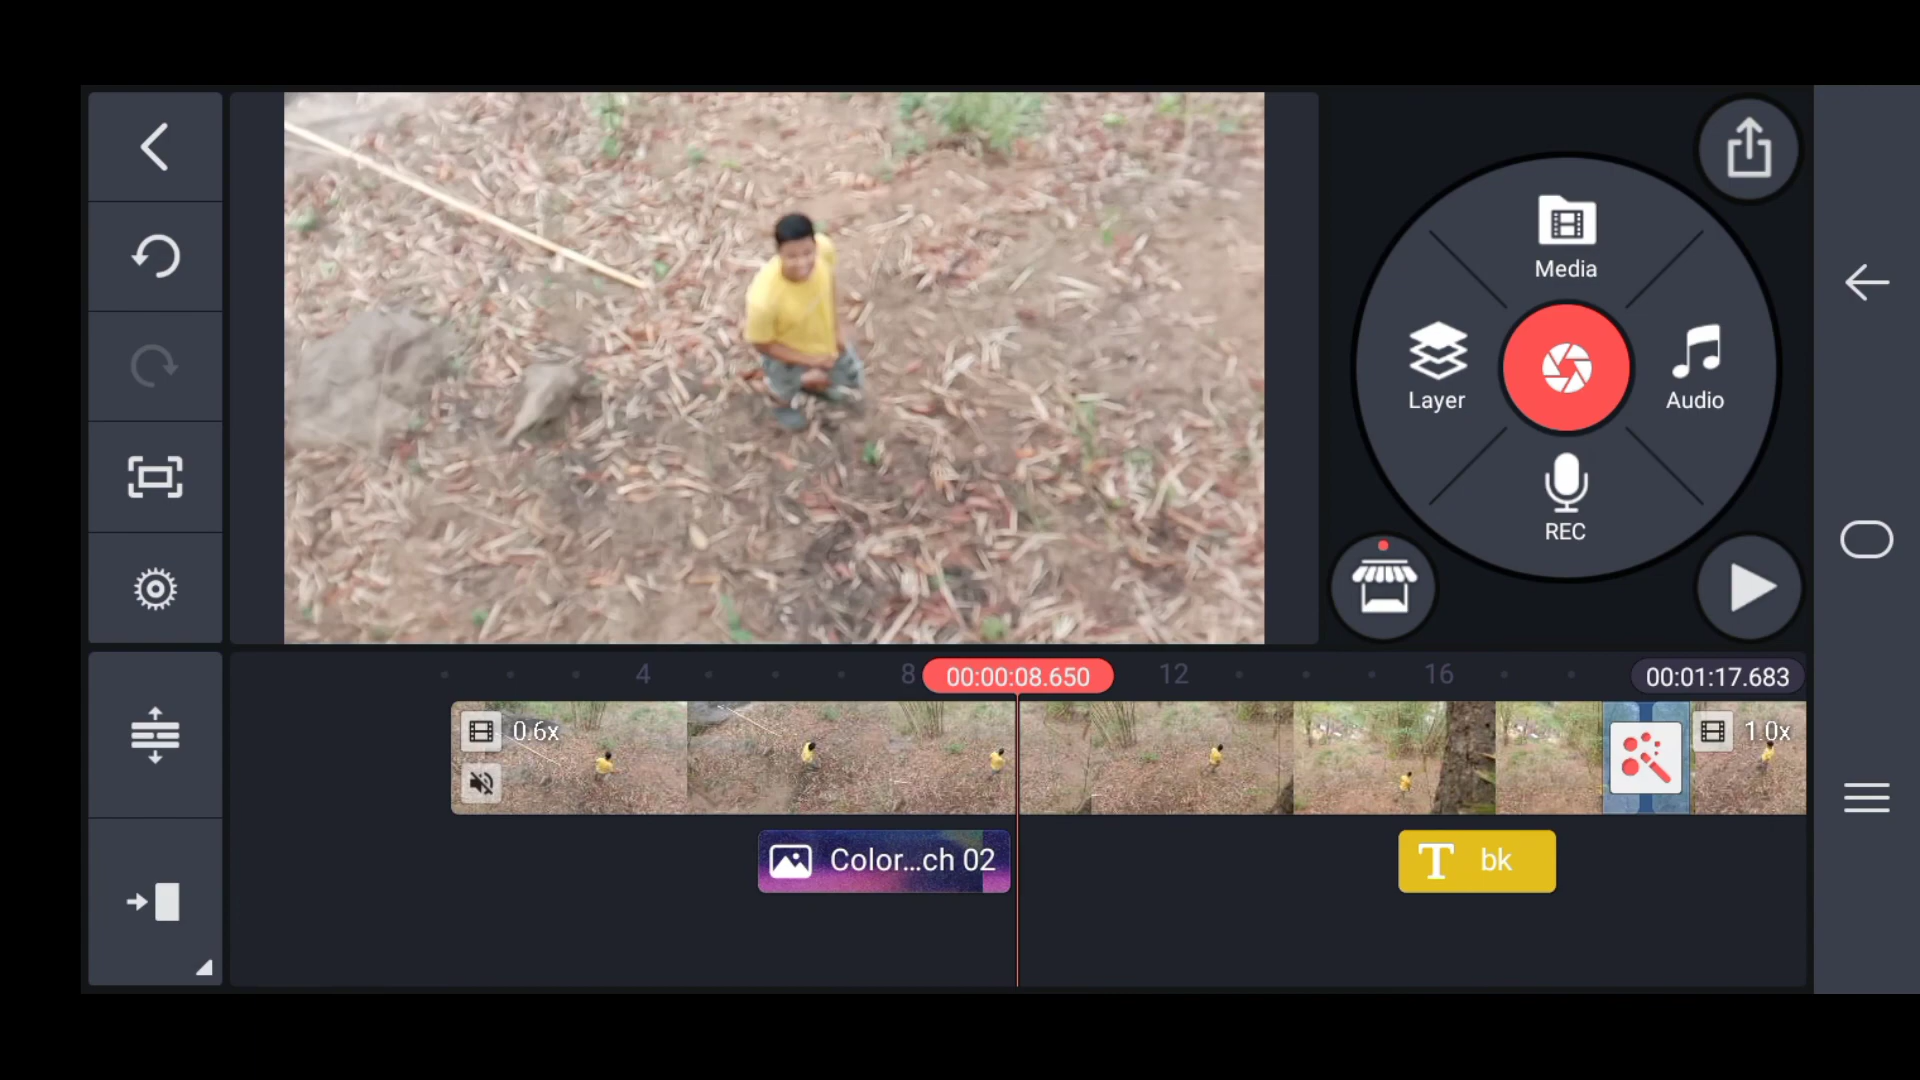 Media
Layer
Audio
REC
4
8
00:00:08.650
12
16
00:01:17.683
0.6x
1.0x
Color...ch 02
T bk